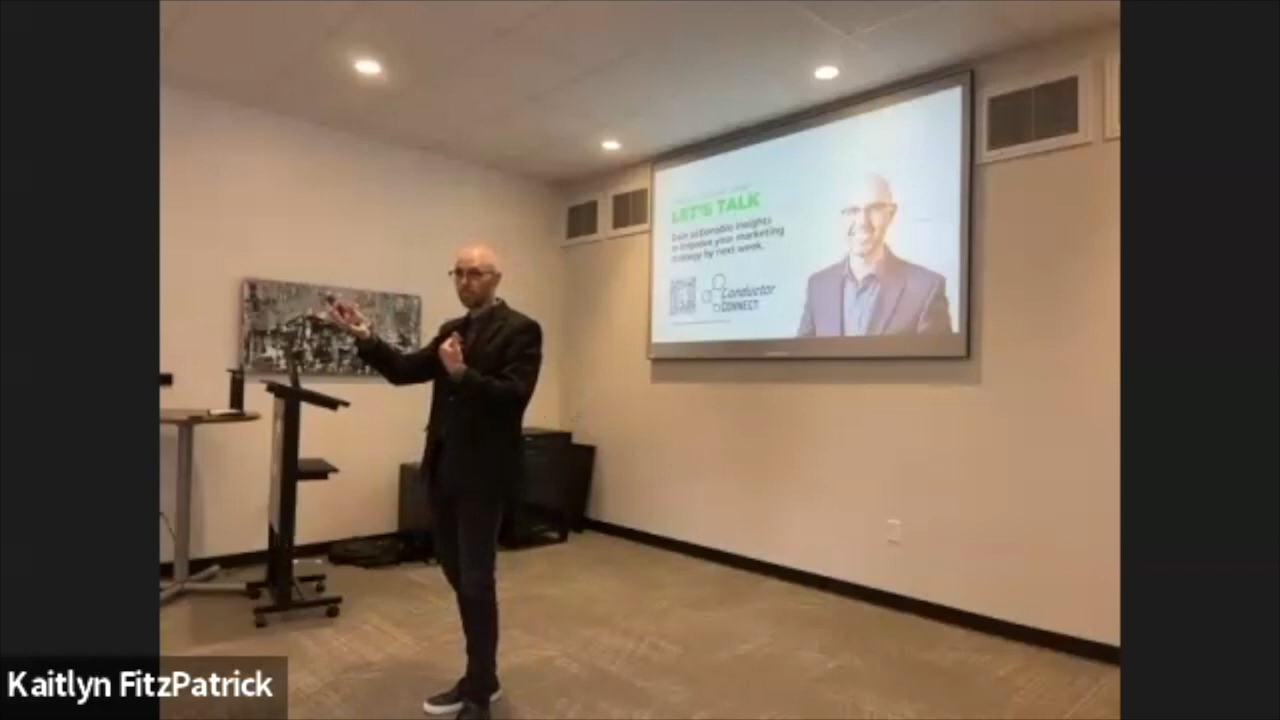 LET'S TALK
Gain actionable insights
to improve your marketing
strategy by next week.
Conductor
CONNECT!
Kaitlyn FitzPatrick